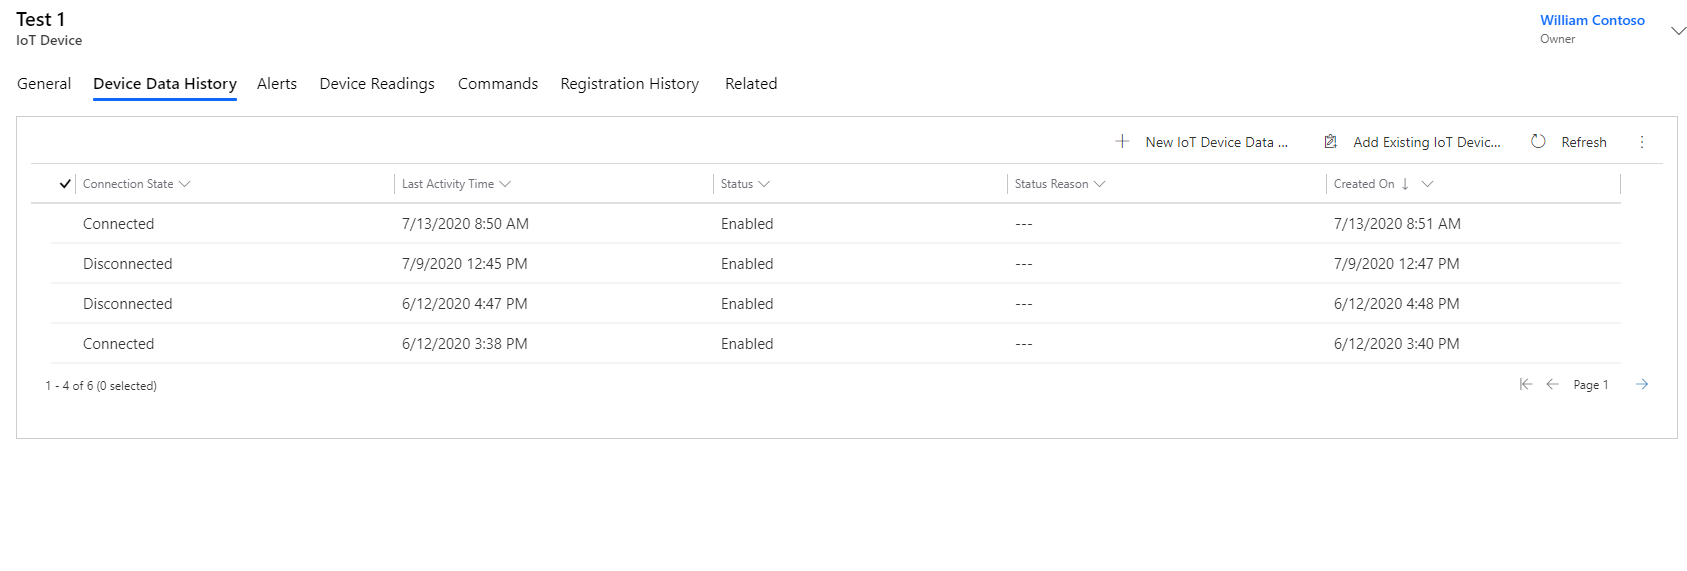 Test 1
IoT Device
William Contoso
Owner
General Device Data History Alerts Device Readings Commands Registration History Related
New IoT Device Data ... Add Existing IoT Devic... Refresh
Connection State Last Activity Time Status Status Reason Created On
Connected 7/13/2020 8:50 AM Enabled --- 7/13/2020 8:51 AM
Disconnected 7/9/2020 12:45 PM Enabled --- 7/9/2020 12:47 PM
Disconnected 6/12/2020 4:47 PM Enabled --- 6/12/2020 4:48 PM
Connected 6/12/2020 3:38 PM Enabled --- 6/12/2020 3:40 PM
1 - 4 of 6 (0 selected) Page 1